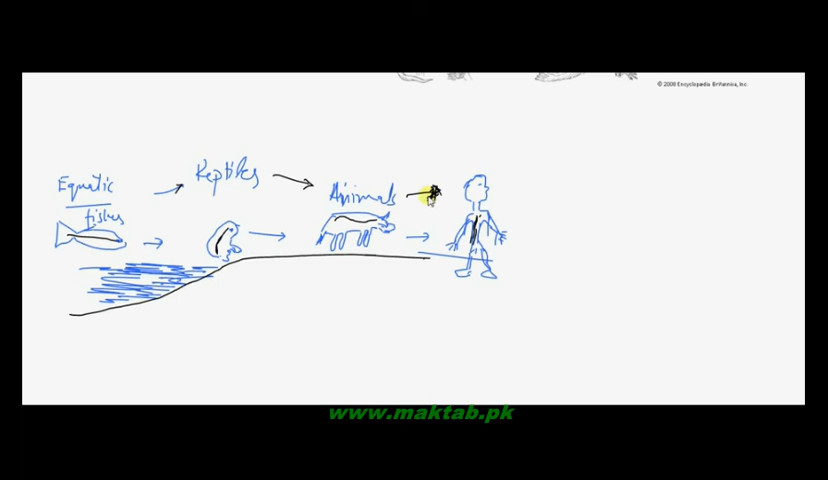 © 2008 Encyclopædia Britannica, Inc.
Equatic
fishes
Reptiles
Animals
www.maktab.pk